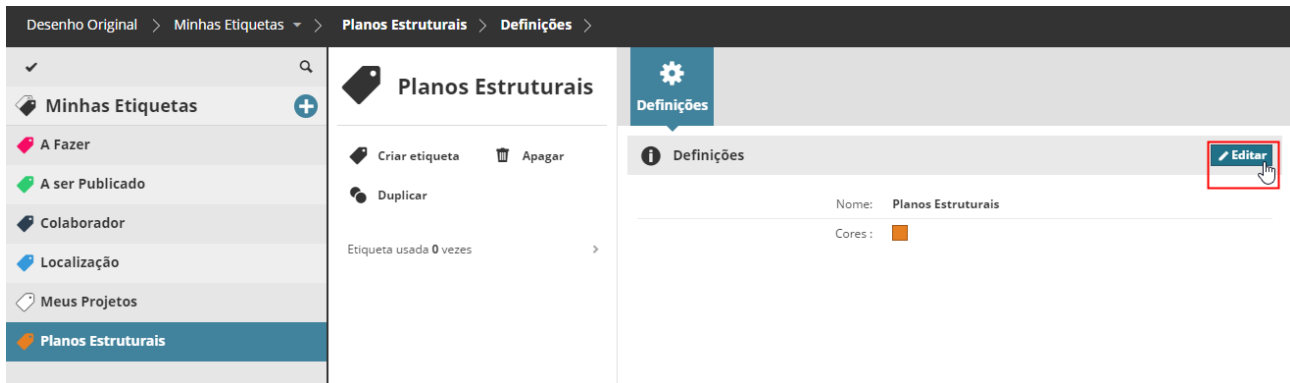 Desenho Original > Minhas Etiquetas > Planos Estruturais > Definições >
Minhas Etiquetas
A Fazer
A ser Publicado
Colaborador
Localização
Meus Projetos
Planos Estruturais
Planos Estruturais
Criar etiqueta Apagar
Duplicar
Etiqueta usada 0 vezes >
Definições
Definições
Editar
Nome: Planos Estruturais
Cores :